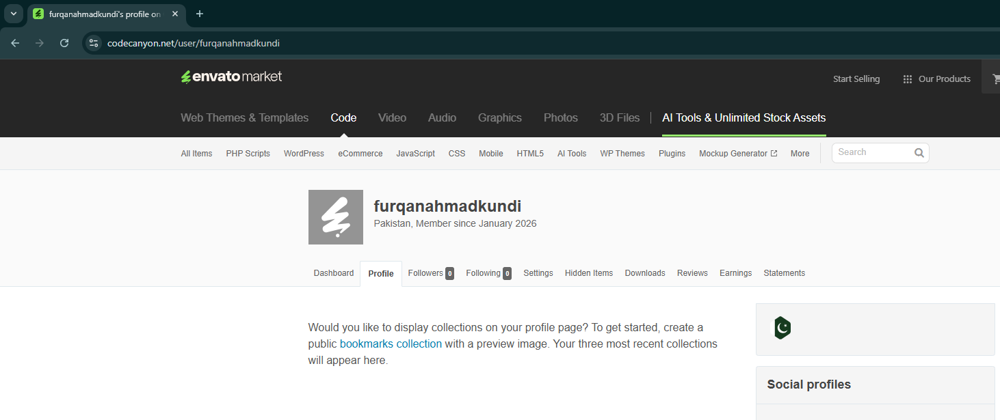 furqanahmadkundi's profile on
codecanyon.net/user/furqanahmadkundi
envato market
Start Selling
Our Products
Web Themes & Templates Code Video Audio Graphics Photos 3D Files AI Tools & Unlimited Stock Assets
All Items PHP Scripts WordPress eCommerce JavaScript CSS Mobile HTML5 AI Tools WP Themes Plugins Mockup Generator More Search
furqanahmadkundi
Pakistan, Member since January 2026
Dashboard Profile Followers 0 Following 0 Settings Hidden Items Downloads Reviews Earnings Statements
Would you like to display collections on your profile page? To get started, create a
public bookmarks collection with a preview image. Your three most recent collections
will appear here.
Social profiles